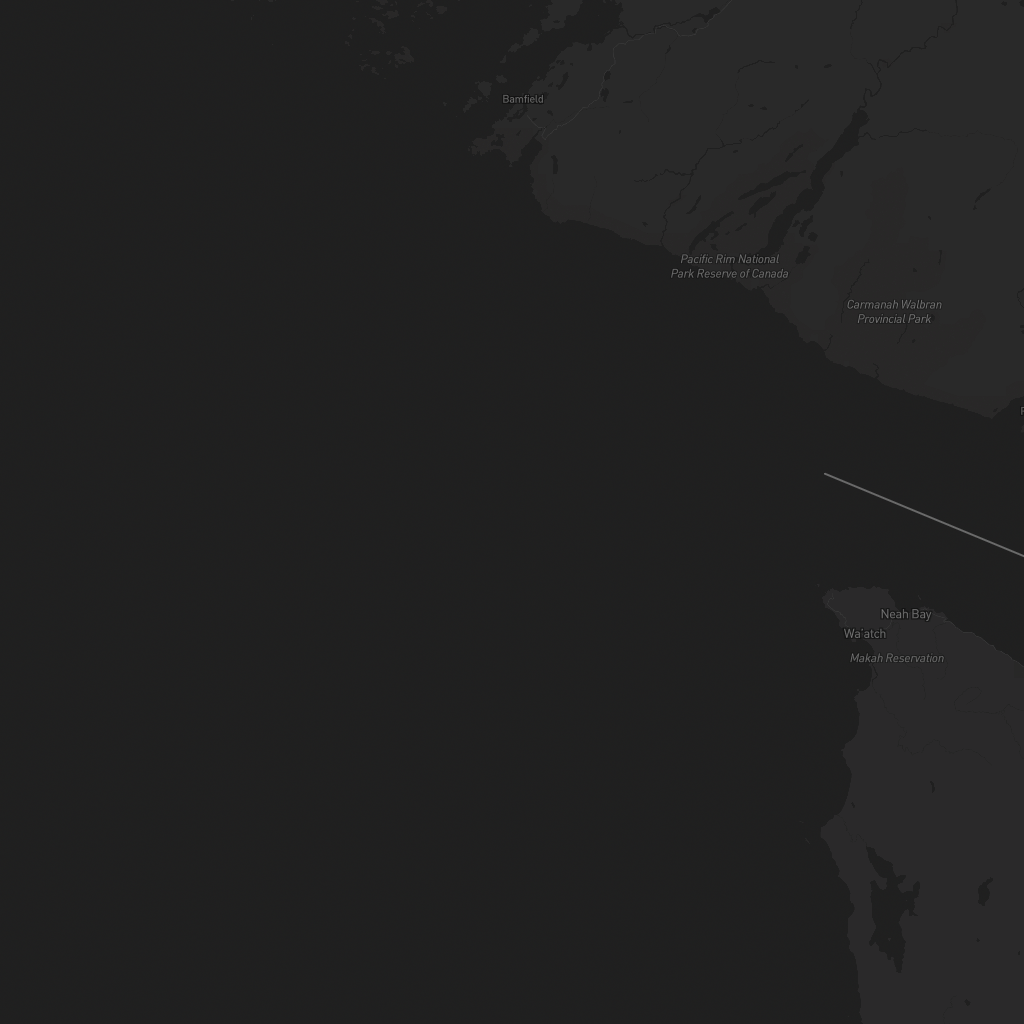 Bamfield
Pacific Rim National
Park Reserve of Canada
Carmanah Walbran
Provincial Park
Neah Bay
Wa'atch
Makah Reservation